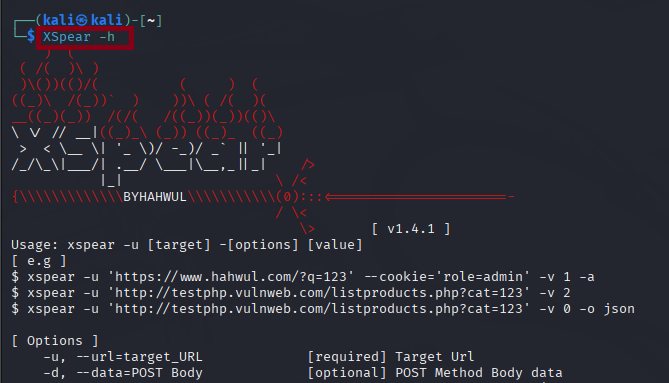 ┌──(kali㉿kali)-[~]
└─$ XSpear -h
    )  (
 ( /(  )\ )
 )\())(()/(          (      )  (
((_)\  /(_))`  )    ))\  ( /(  )(
__((_)(_))  /(/(   /((_))(_))(()\
\ \/ // __|((_)_\ (_)) ((_)_  ((_)
 >  < \__ \| '_ \)/ -_)/ _` || '_|
/_/\_\|___/| .__/ \___|\__,_||_|    />
           |_|                   \ /<
{\\\\\\\\\\\\\BYHAHWUL\\\\\\\\\\\(0):::<======================-
                                 / \<
                                    \>       [ v1.4.1 ]
Usage: xspear -u [target] -[options] [value]
[ e.g ]
$ xspear -u 'https://www.hahwul.com/?q=123' --cookie='role=admin' -v 1 -a
$ xspear -u 'http://testphp.vulnweb.com/listproducts.php?cat=123' -v 2
$ xspear -u 'http://testphp.vulnweb.com/listproducts.php?cat=123' -v 0 -o json
[ Options ]
    -u, --url=target_URL             [required] Target Url
    -d, --data=POST Body             [optional] POST Method Body data